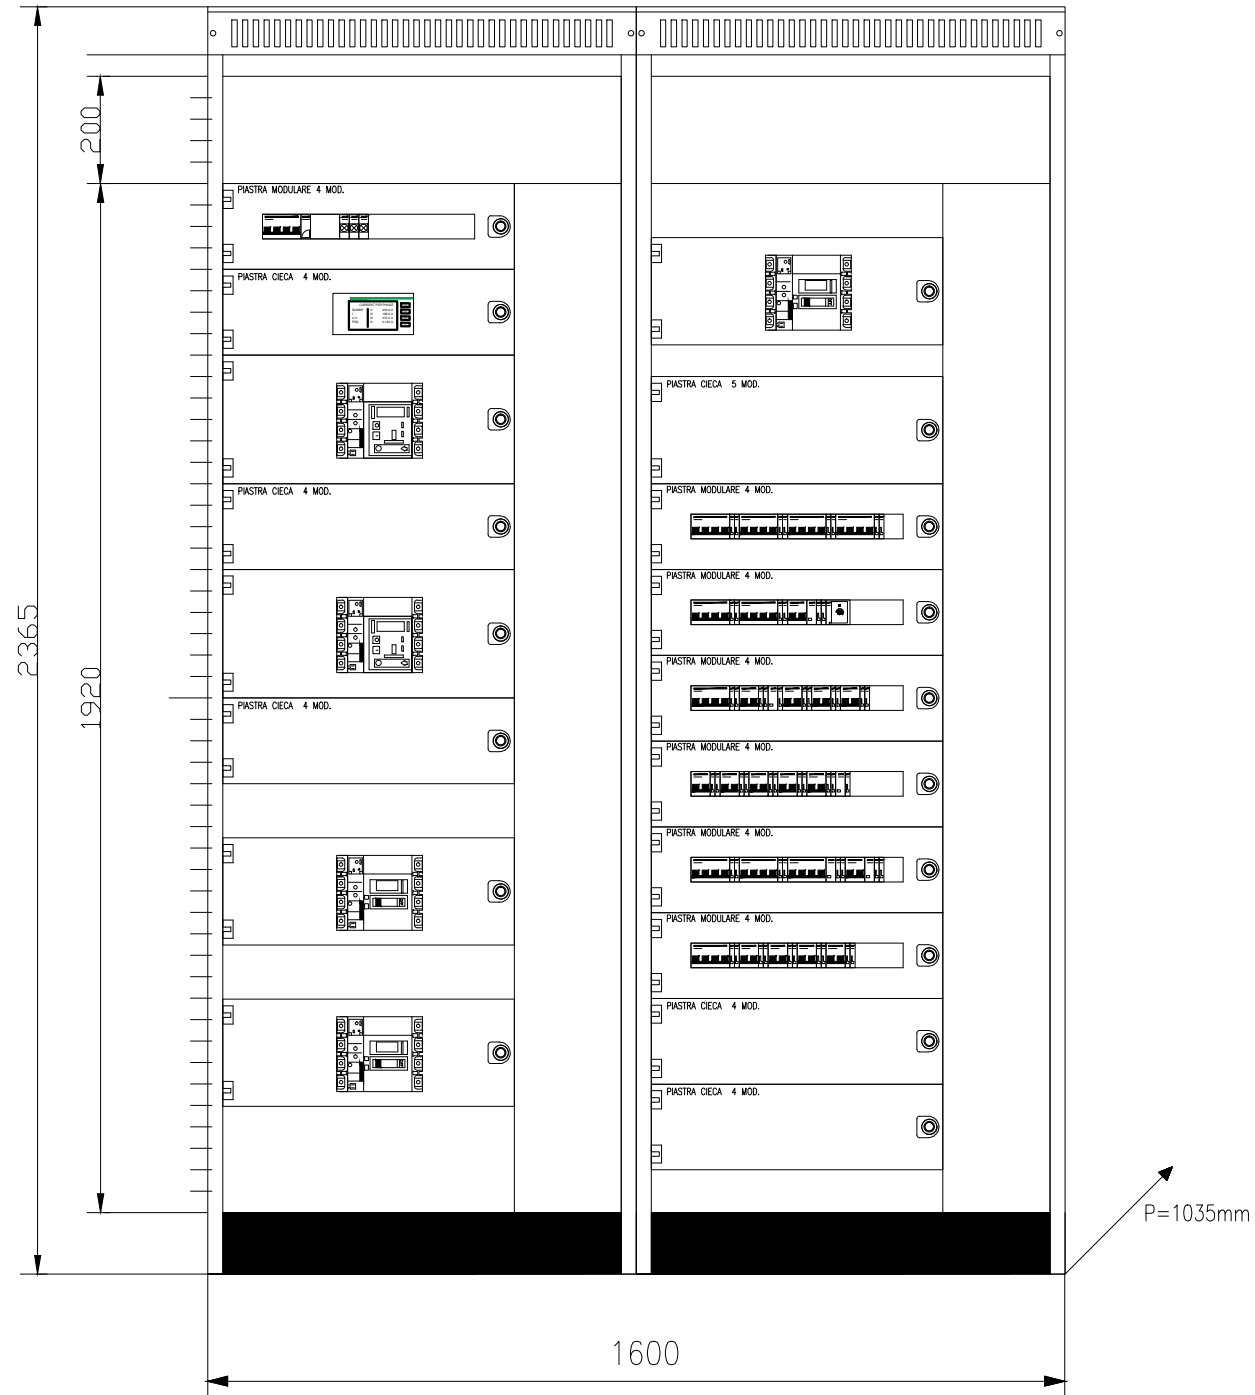 200
PIASTRA MODULARE 4 MOD.
PIASTRA CIECA 4 MOD.
CURRENT PER PHASE
PIASTRA CIECA 5 MOD.
PIASTRA CIECA 4 MOD.
PIASTRA MODULARE 4 MOD.
PIASTRA MODULARE 4 MOD.
2365
1920
PIASTRA MODULARE 4 MOD.
PIASTRA CIECA 4 MOD.
PIASTRA MODULARE 4 MOD.
PIASTRA MODULARE 4 MOD.
PIASTRA MODULARE 4 MOD.
PIASTRA CIECA 4 MOD.
PIASTRA CIECA 4 MOD.
P=1035mm
1600